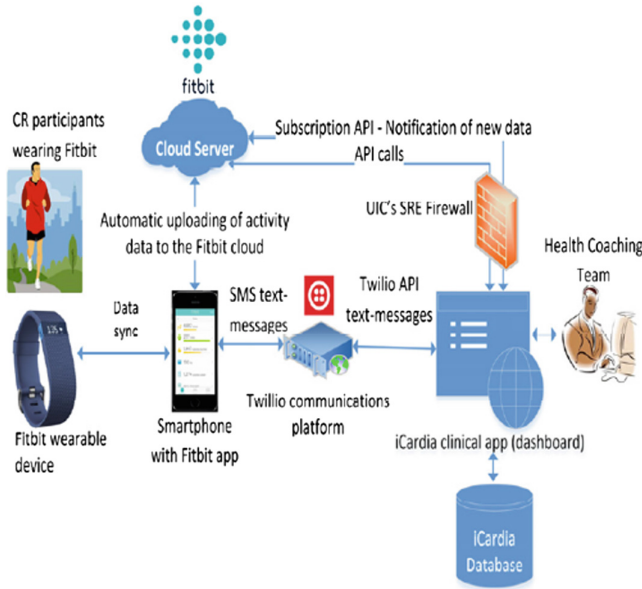 fitbit
CR participants
wearing Fitbit
Cloud Server
Subscription API - Notification of new data
API calls
UIC's SRE Firewall
Automatic uploading of activity
data to the Fitbit cloud
Health Coaching
Team
Data
sync
SMS text-
messages
Twilio API
text-messages
Twillio communications
platform
Fitbit wearable
device
Smartphone
with Fitbit app
iCardia clinical app (dashboard)
iCardia
Database